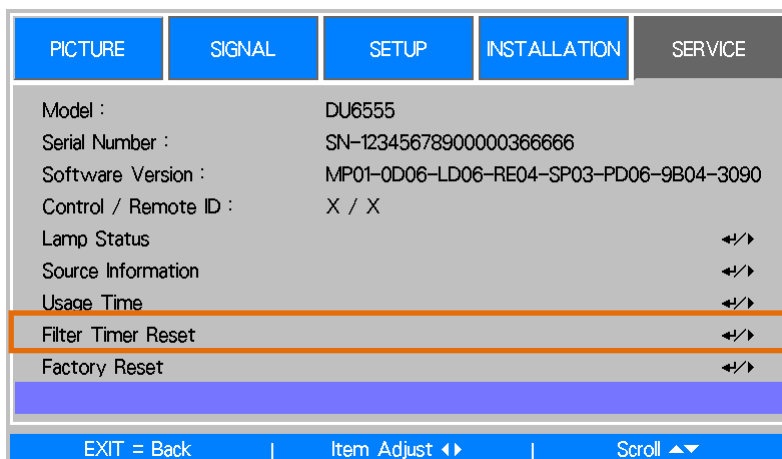 PICTURE SIGNAL SETUP INSTALLATION SERVICE
Model : DU6555
Serial Number : SN-12345678900000366666
Software Version : MP01-0D06-LD06-RE04-SP03-PD06-9B04-3090
Control / Remote ID : X / X
Lamp Status
Source Information
Usage Time
Filter Timer Reset
Factory Reset
EXIT = Back | Item Adjust | Scroll